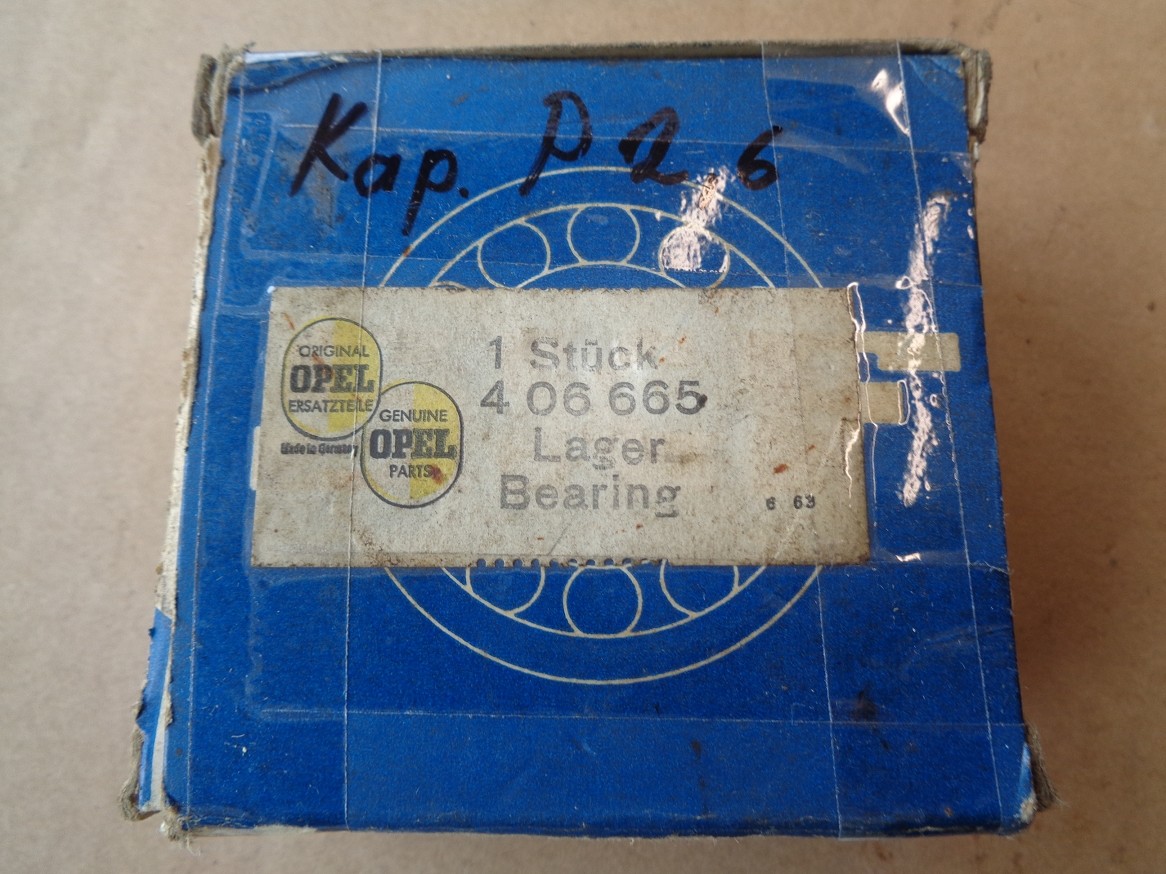 Kap. P 2,6
ORIGINAL
OPEL
ERSATZTEILE
Made in Germany
GENUINE
OPEL
PARTS
1 Stück
4 06 665
Lager
Bearing
6 63